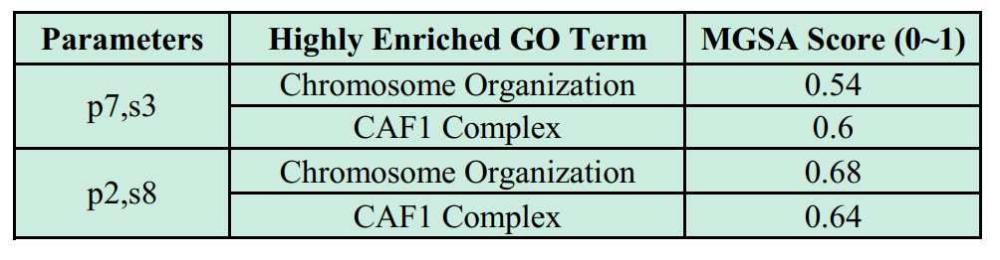 Parameters Highly Enriched GO Term MGSA Score (0~1)
p7,s3
Chromosome Organization 0.54
CAF1 Complex 0.6
p2,s8
Chromosome Organization 0.68
CAF1 Complex 0.64